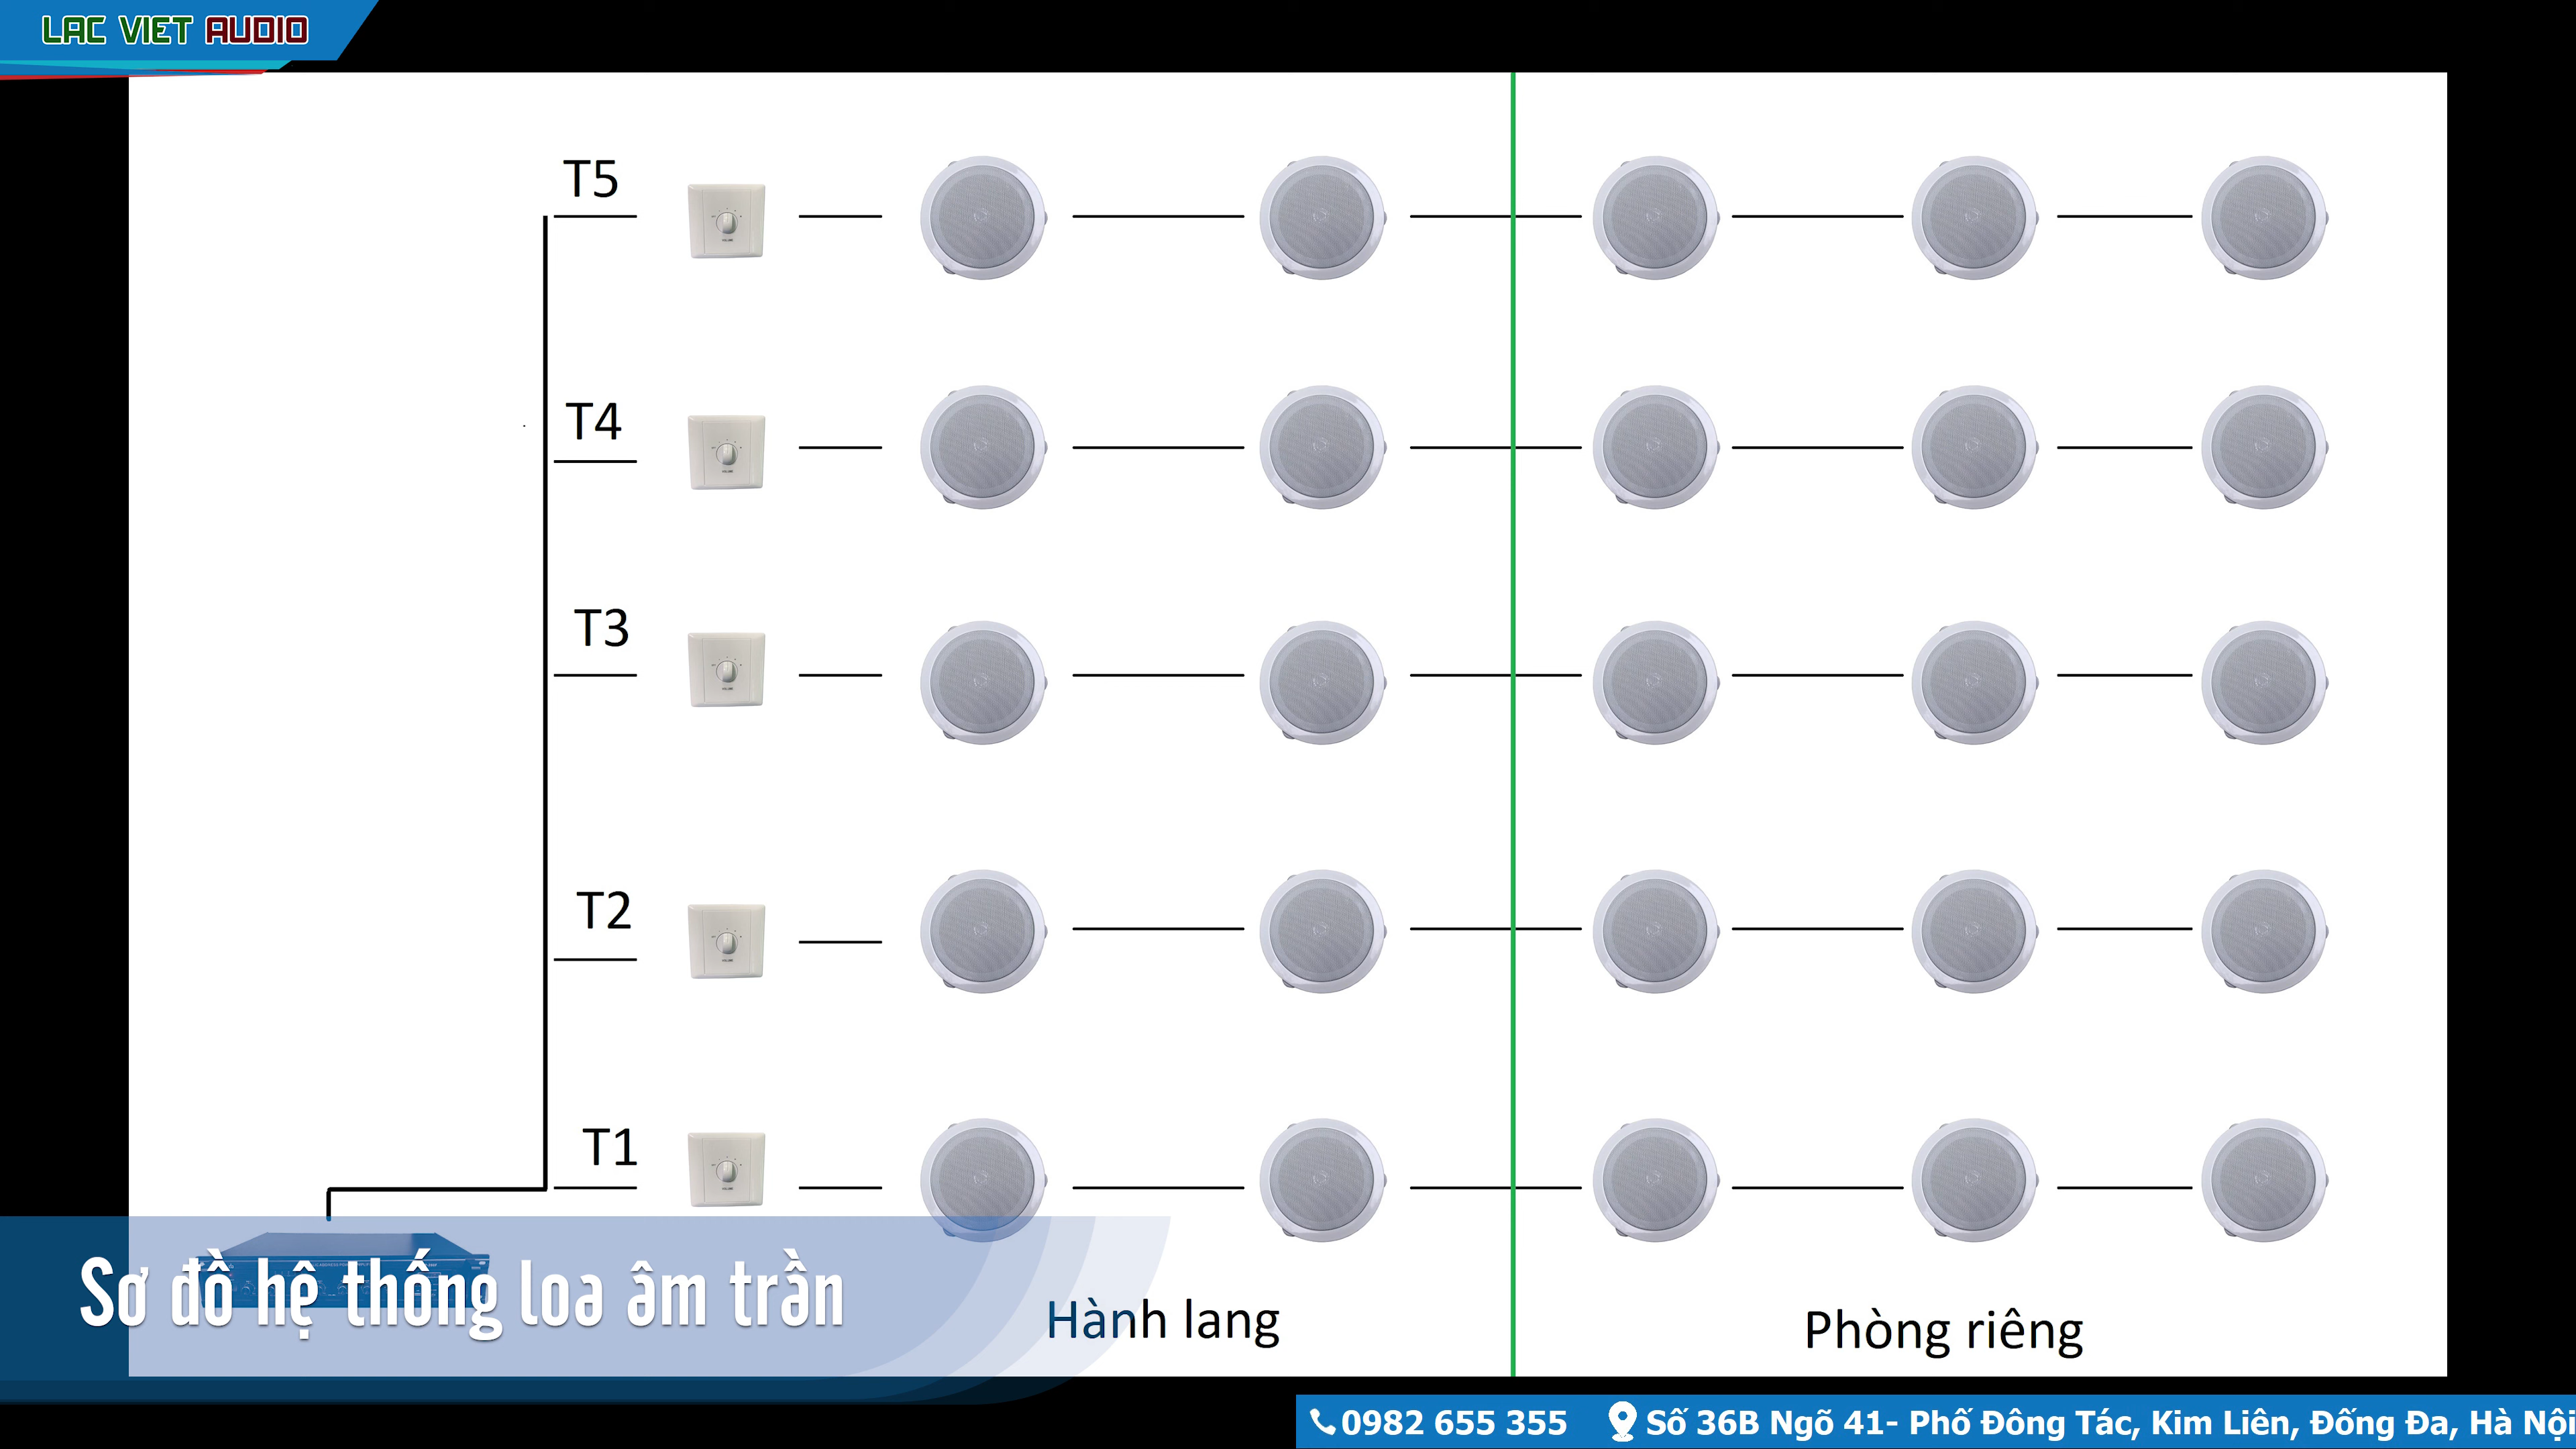 LAC VIET AUDIO
T5
T4
T3
T2
T1
Sơ đồ hệ thống loa âm trần
Hành lang
Phòng riêng
0982 655 355
Số 36B Ngõ 41- Phố Đông Tác, Kim Liên, Đống Đa, Hà Nội